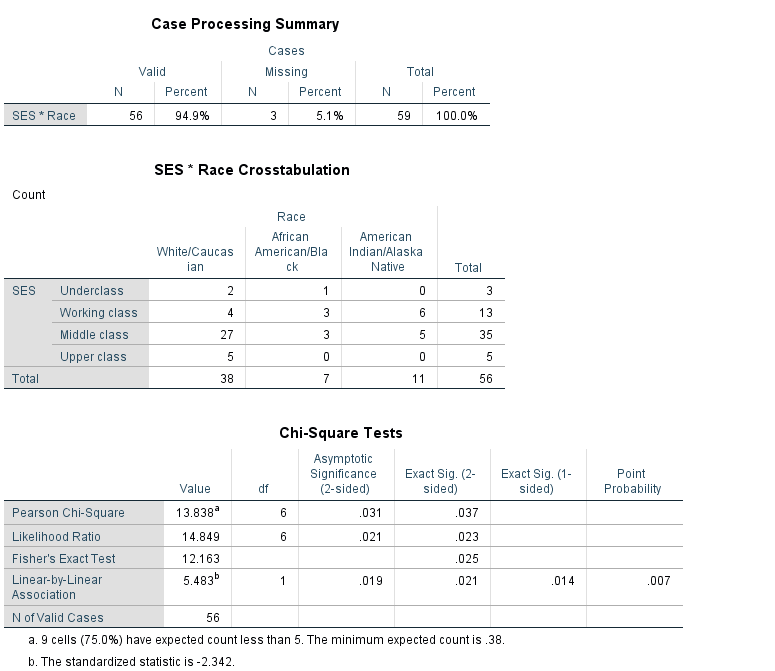 Case Processing Summary
Cases
Valid Missing Total
N Percent N Percent N Percent
SES * Race 56 94.9% 3 5.1% 59 100.0%
SES * Race Crosstabulation
Count
Race
White/Caucas
ian
African
American/Bla
ck
American
Indian/Alaska
Native
Total
SES Underclass 2 1 0 3
Working class 4 3 6 13
Middle class 27 3 5 35
Upper class 5 0 0 5
Total 38 7 11 56
Chi-Square Tests
Value
df
Asymptotic
Significance
(2-sided)
Exact Sig. (2-
sided)
Exact Sig. (1-
sided)
Point
Probability
Pearson Chi-Square 13.838a 6 .031 .037
Likelihood Ratio 14.849 6 .021 .023
Fisher's Exact Test 12.163 .025
Linear-by-Linear
Association
5.483b 1 .019 .021 .014 .007
N of Valid Cases 56
a. 9 cells (75.0%) have expected count less than 5. The minimum expected count is .38.
b. The standardized statistic is -2.342.